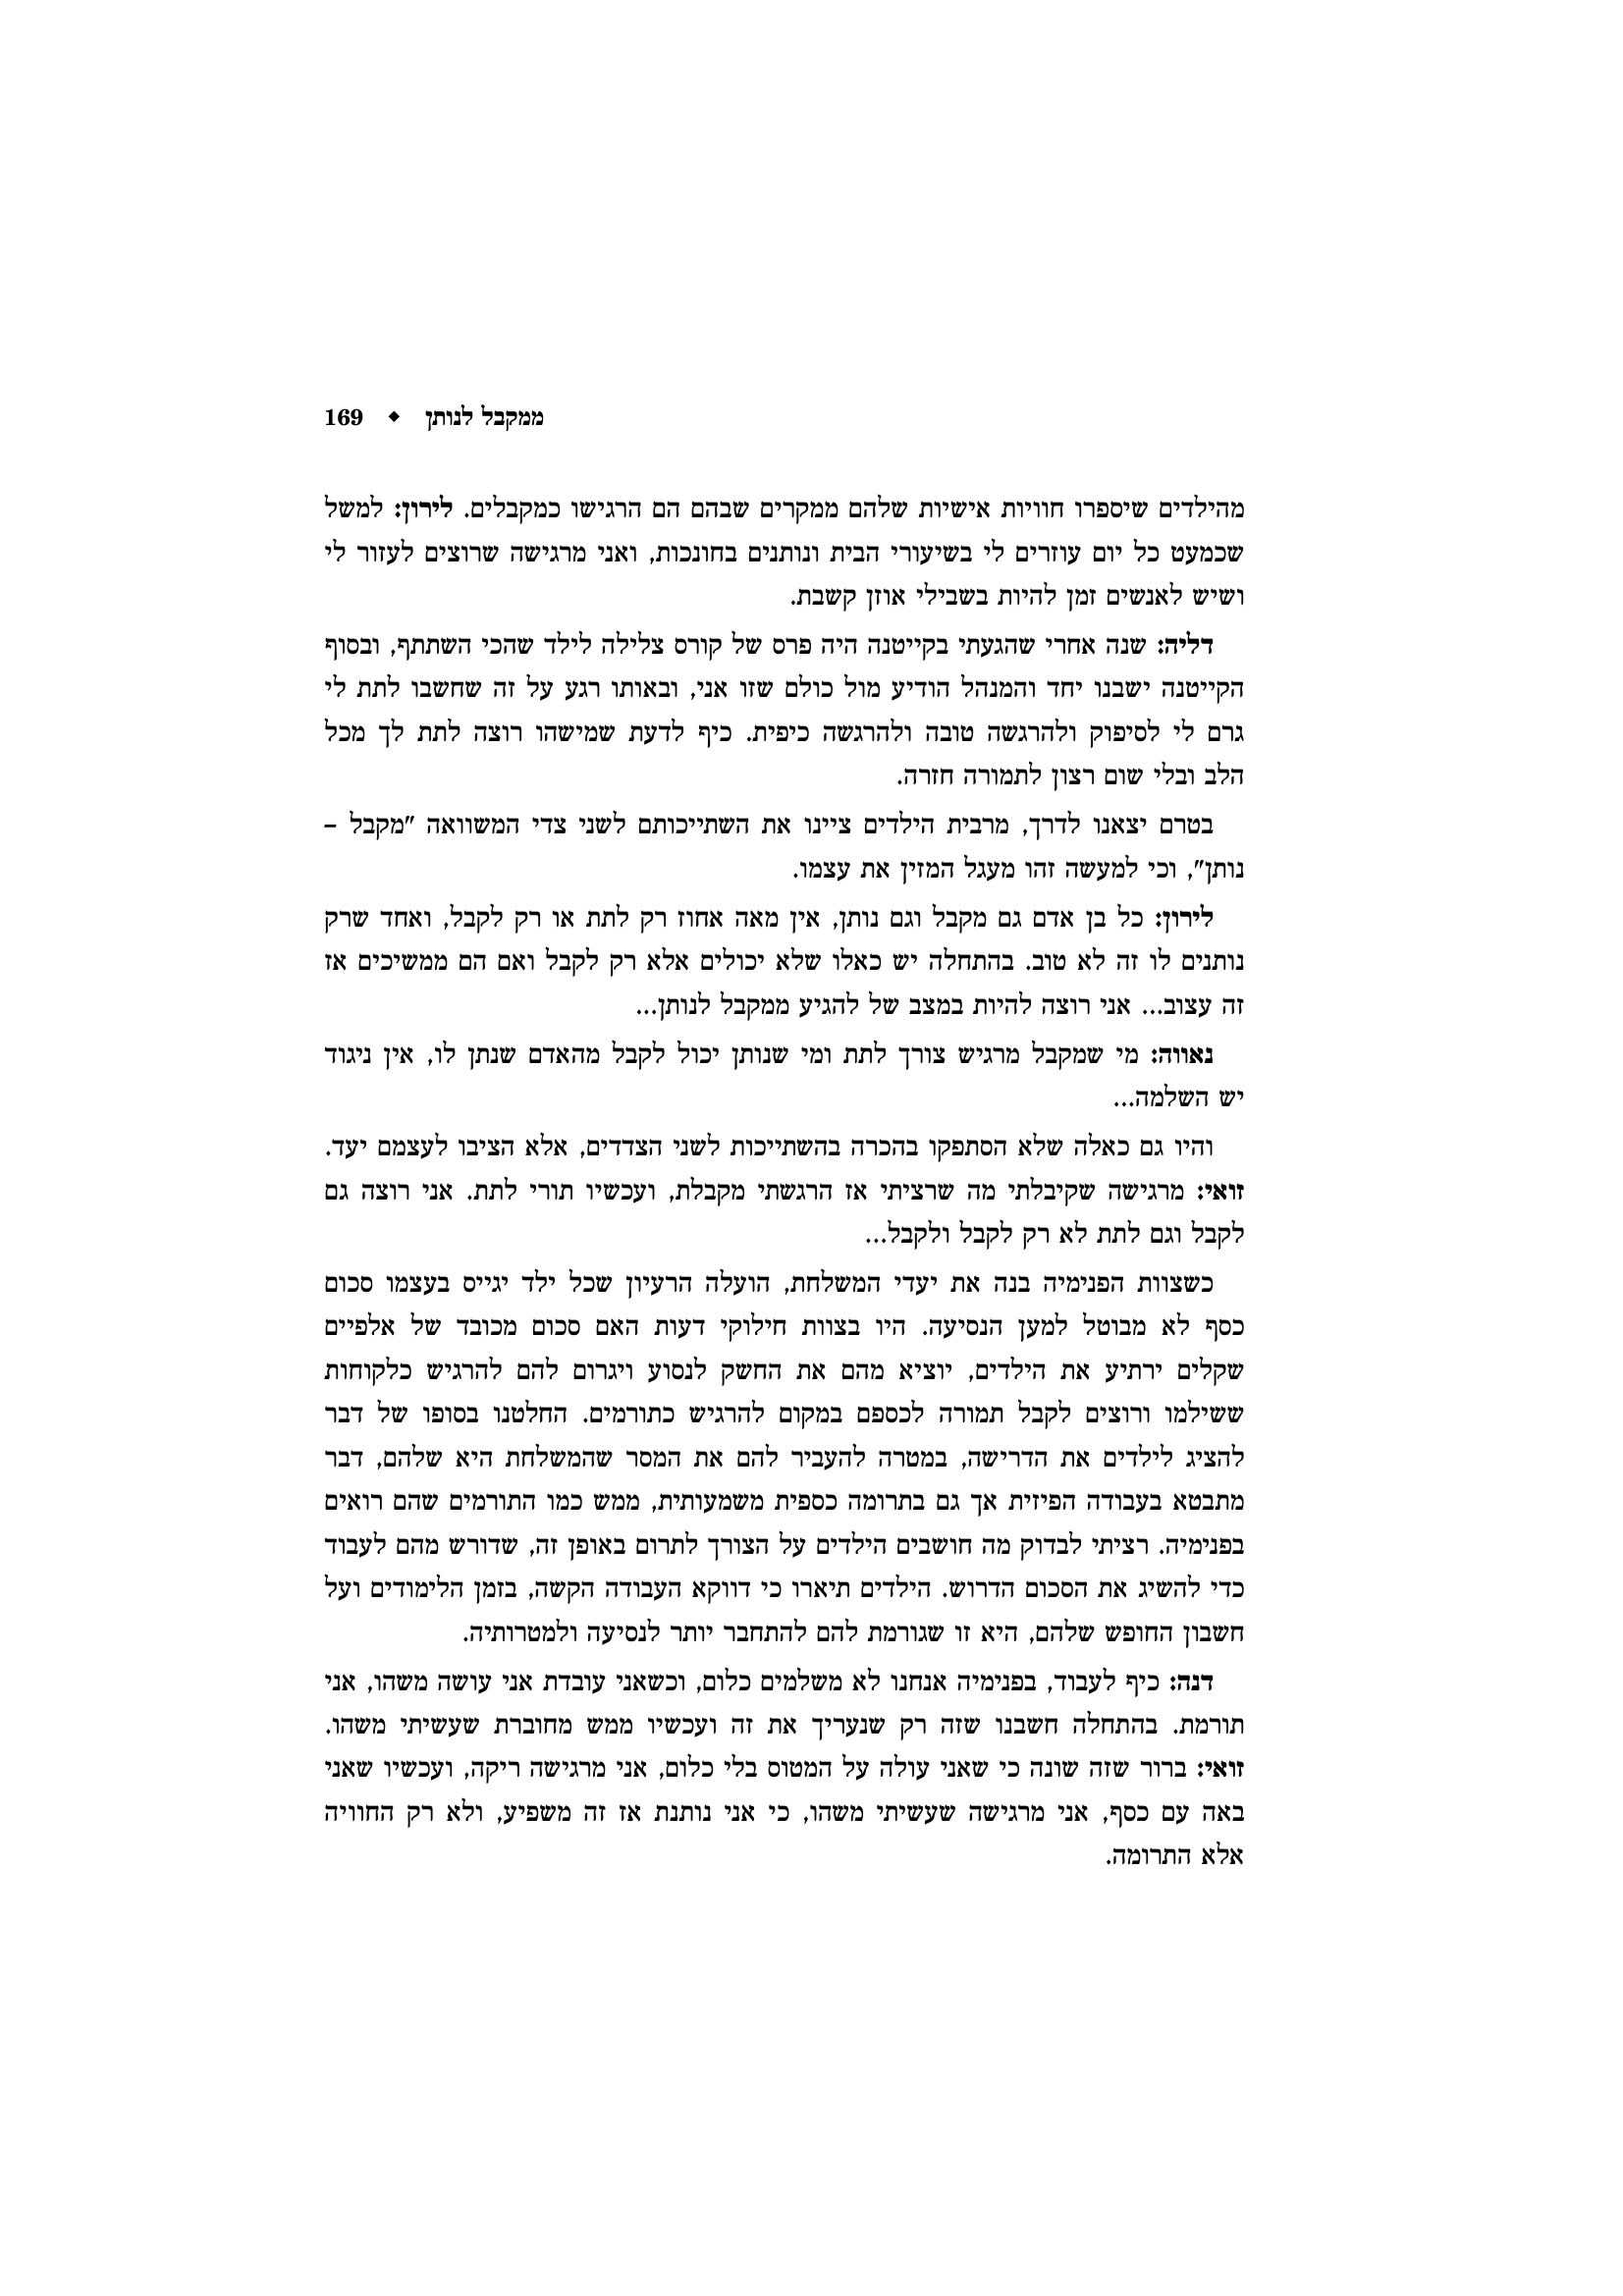 ממקבל לנותן ◆ 169
מהילדים שיספרו חוויות אישיות שלהם ממקרים שבהם הם הרגישו כמקבלים. לירון: למשל
שכמעט כל יום עוזרים לי בשיעורי הבית ונותנים בחונכות, ואני מרגישה שרוצים לעזור לי
ושיש לאנשים זמן להיות בשבילי אוזן קשבת.
דליה: שנה אחרי שהגעתי בקייטנה היה פרס של קורס צלילה לילד שהכי השתתף, ובסוף
הקייטנה ישבנו יחד והמנהל הודיע מול כולם שזו אני, ובאותו רגע על זה שחשבו לתת לי
גרם לי לסיפוק ולהרגשה טובה ולהרגשה כיפית. כיף לדעת שמישהו רוצה לתת לך מכל
הלב ובלי שום רצון לתמורה חזרה.
בטרם יצאנו לדרך, מרבית הילדים ציינו את השתייכותם לשני צדי המשוואה "מקבל –
נותן", וכי למעשה זהו מעגל המזין את עצמו.
לירון: כל בן אדם גם מקבל וגם נותן, אין מאה אחוז רק לתת או רק לקבל, ואחד שרק
נותנים לו זה לא טוב. בהתחלה יש כאלו שלא יכולים אלא רק לקבל ואם הם ממשיכים אז
זה עצוב... אני רוצה להיות במצב של להגיע ממקבל לנותן...
נאווה: מי שמקבל מרגיש צורך לתת ומי שנותן יכול לקבל מהאדם שנתן לו, אין ניגוד
יש השלמה...
והיו גם כאלה שלא הסתפקו בהכרה בהשתייכות לשני הצדדים, אלא הציבו לעצמם יעד.
זואי: מרגישה שקיבלתי מה שרציתי אז הרגשתי מקבלת, ועכשיו תורי לתת. אני רוצה גם
לקבל וגם לתת לא רק לקבל ולקבל...
כשצוות הפנימיה בנה את יעדי המשלחת, הועלה הרעיון שכל ילד יגייס בעצמו סכום
כסף לא מבוטל למען הנסיעה. היו בצוות חילוקי דעות האם סכום מכובד של אלפיים
שקלים ירתיע את הילדים, יוציא מהם את החשק לנסוע ויגרום להם להרגיש כלקוחות
ששילמו ורוצים לקבל תמורה לכספם במקום להרגיש כתורמים. החלטנו בסופו של דבר
להציג לילדים את הדרישה, במטרה להעביר להם את המסר שהמשלחת היא שלהם, דבר
מתבטא בעבודה הפיזית אך גם בתרומה כספית משמעותית, ממש כמו התורמים שהם רואים
בפנימיה. רציתי לבדוק מה חושבים הילדים על הצורך לתרום באופן זה, שדורש מהם לעבוד
כדי להשיג את הסכום הדרוש. הילדים תיארו כי דווקא העבודה הקשה, בזמן הלימודים ועל
חשבון החופש שלהם, היא זו שגורמת להם להתחבר יותר לנסיעה ולמטרותיה.
דנה: כיף לעבוד, בפנימיה אנחנו לא משלמים כלום, וכשאני עובדת אני עושה משהו, אני
תורמת. בהתחלה חשבנו שזה רק שנעריך את זה ועכשיו ממש מחוברת שעשיתי משהו.
זואי: ברור שזה שונה כי שאני עולה על המטוס בלי כלום, אני מרגישה ריקה, ועכשיו שאני
באה עם כסף, אני מרגישה שעשיתי משהו, כי אני נותנת אז זה משפיע, ולא רק החוויה
אלא התרומה.